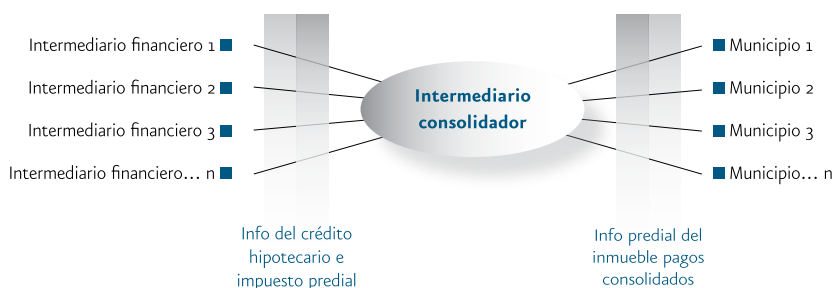 Intermediario financiero 1
Intermediario financiero 2
Intermediario financiero 3
Intermediario financiero... n
Intermediario
consolidador
Municipio 1
Municipio 2
Municipio 3
Municipio... n
Info del crédito
hipotecario e
impuesto predial
Info predial del
inmueble pagos
consolidados